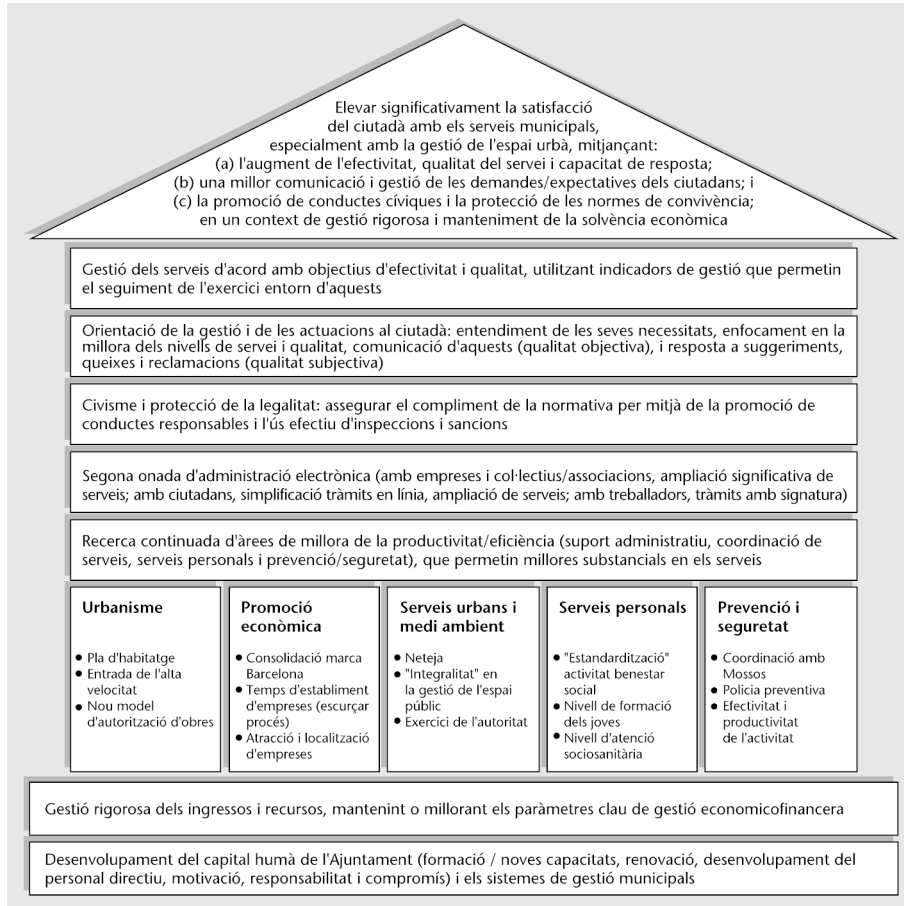 Elevar significativament la satisfacció
del ciutadà amb els serveis municipals,
especialment amb la gestió de l'espai urbà, mitjançant:
(a) l'augment de l'efectivitat, qualitat del servei i capacitat de resposta;
(b) una millor comunicació i gestió de les demandes/expectatives dels ciutadans; i
(c) la promoció de conductes cíviques i la protecció de les normes de convivència;
en un context de gestió rigorosa i manteniment de la solvència econòmica
Gestió dels serveis d'acord amb objectius d'efectivitat i qualitat, utilitzant indicadors de gestió que permetin
el seguiment de l'exercici entorn d'aquests
Orientació de la gestió i de les actuacions al ciutadà: entendiment de les seves necessitats, enfocament en la
millora dels nivells de servei i qualitat, comunicació d'aquests (qualitat objectiva), i resposta a suggeriments,
queixes i reclamacions (qualitat subjectiva)
Civisme i protecció de la legalitat: assegurar el compliment de la normativa per mitjà de la promoció de
conductes responsables i l'ús efectiu d'inspeccions i sancions
Segona onada d'administració electrònica (amb empreses i col·lectius/associacions, ampliació significativa de
serveis; amb ciutadans, simplificació tràmits en línia, ampliació de serveis; amb treballadors, tràmits amb signatura)
Recerca continuada d'àrees de millora de la productivitat/eficiència (suport administratiu, coordinació de
serveis, serveis personals i prevenció/seguretat), que permetin millores substancials en els serveis
Urbanisme
● Pla d'habitatge
● Entrada de l'alta
velocitat
● Nou model
d'autorització d'obres
Promoció
econòmica
● Consolidació marca
Barcelona
● Temps d'establiment
d'empreses (escurçar
procés)
● Atracció i localització
d'empreses
Serveis urbans i
medi ambient
● Neteja
● "Integralitat" en
la gestió de l'espai
públic
● Exercici de l'autoritat
Serveis personals
● "Estandardització"
activitat benestar
social
● Nivell de formació
dels joves
● Nivell d'atenció
sociosanitària
Prevenció i
seguretat
● Coordinació amb
Mossos
● Policia preventiva
● Efectivitat i
productivitat
de l'activitat
Gestió rigorosa dels ingressos i recursos, mantenint o millorant els paràmetres clau de gestió economicofinancera
Desenvolupament del capital humà de l'Ajuntament (formació / noves capacitats, renovació, desenvolupament del
personal directiu, motivació, responsabilitat i compromís) i els sistemes de gestió municipals